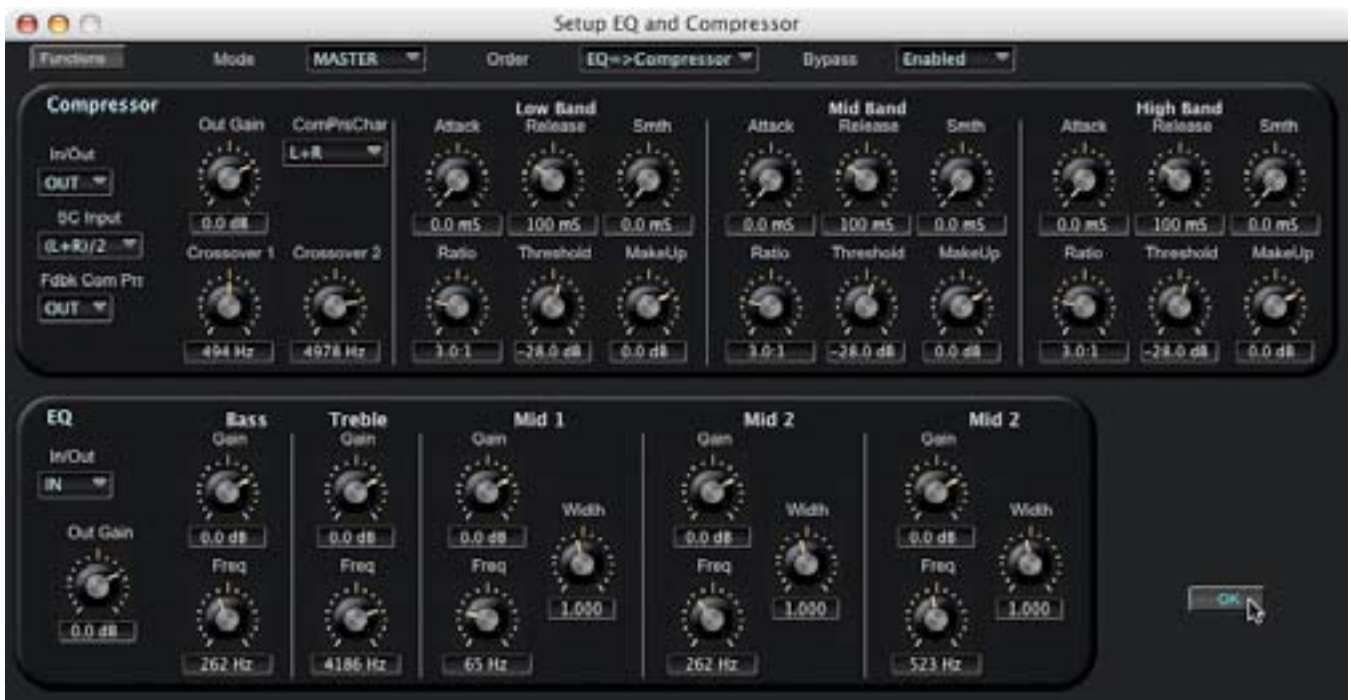 Setup EQ and Compressor
Functions Mode MASTER Order EQ=>Compressor Bypass Enabled
Compressor
Low Band Mid Band High Band
Out Gain ComPrsChar Attack Release Smth Attack Release Smth Attack Release Smth
In/Out
L+R
OUT
SC Input
0.0 dB 0.0 mS 100 mS 0.0 mS 0.0 mS 100 mS 0.0 mS 0.0 mS 100 mS 0.0 mS
(L+R)/2
Crossover 1 Crossover 2 Ratio Threshold MakeUp Ratio Threshold MakeUp Ratio Threshold MakeUp
Fdbk Com Prs
OUT
494 Hz 4978 Hz 3.0:1 -28.0 dB 0.0 dB 3.0:1 -28.0 dB 0.0 dB 3.0:1 -28.0 dB 0.0 dB
EQ Bass Treble Mid 1 Mid 2 Mid 2
Gain Gain Gain Gain Gain
In/Out
IN
Width Width Width
Out Gain 0.0 dB 0.0 dB 0.0 dB 0.0 dB 0.0 dB
Freq Freq Freq Freq Freq
1.000 1.000 1.000
OK
0.0 dB
262 Hz 4186 Hz 65 Hz 262 Hz 523 Hz